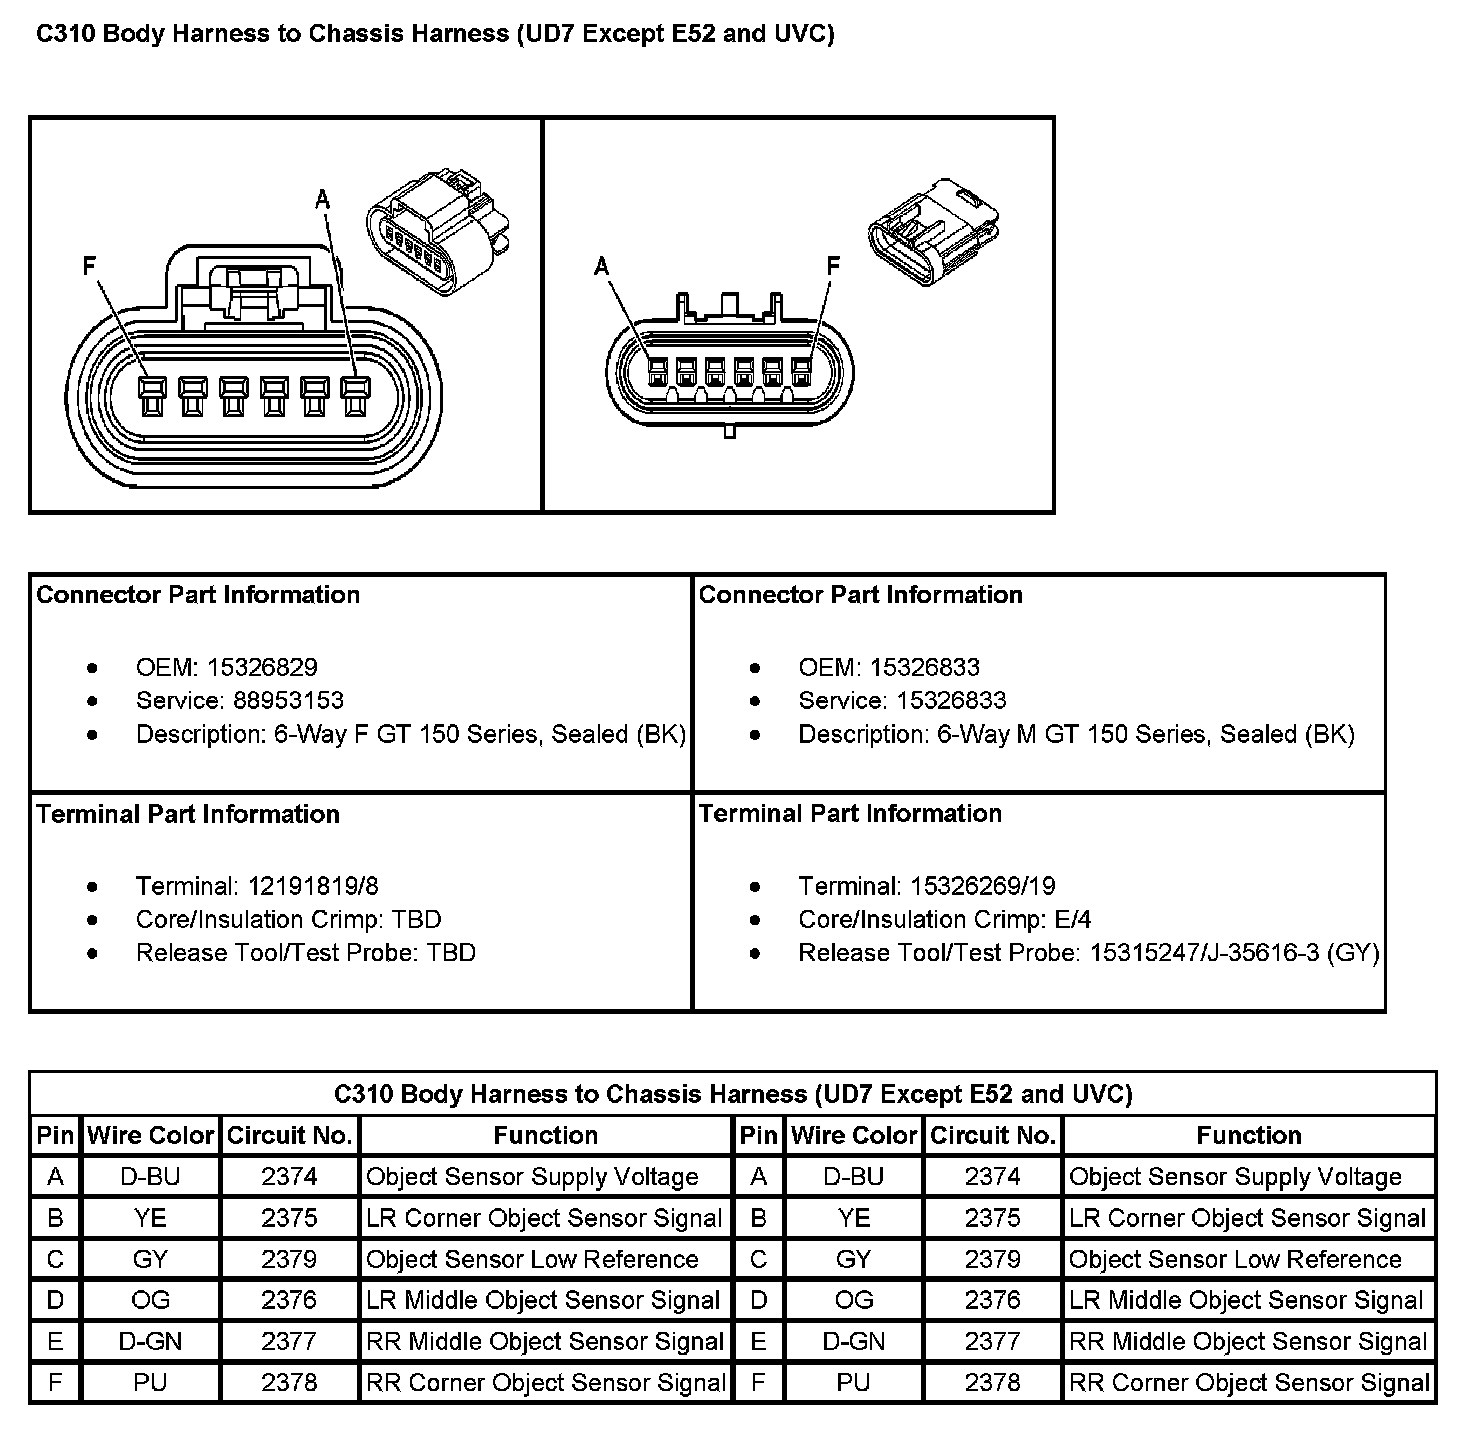 C310 Body Harness to Chassis Harness (UD7 Except E52 and UVC)
A
F
A
F
Connector Part Information
• OEM: 15326829
• Service: 88953153
• Description: 6-Way F GT 150 Series, Sealed (BK)
Connector Part Information
• OEM: 15326833
• Service: 15326833
• Description: 6-Way M GT 150 Series, Sealed (BK)
Terminal Part Information
• Terminal: 12191819/8
• Core/Insulation Crimp: TBD
• Release Tool/Test Probe: TBD
Terminal Part Information
• Terminal: 15326269/19
• Core/Insulation Crimp: E/4
• Release Tool/Test Probe: 15315247/J-35616-3 (GY)
C310 Body Harness to Chassis Harness (UD7 Except E52 and UVC)
Pin Wire Color Circuit No. Function Pin Wire Color Circuit No. Function
A D-BU 2374 Object Sensor Supply Voltage A D-BU 2374 Object Sensor Supply Voltage
B YE 2375 LR Corner Object Sensor Signal B YE 2375 LR Corner Object Sensor Signal
C GY 2379 Object Sensor Low Reference C GY 2379 Object Sensor Low Reference
D OG 2376 LR Middle Object Sensor Signal D OG 2376 LR Middle Object Sensor Signal
E D-GN 2377 RR Middle Object Sensor Signal E D-GN 2377 RR Middle Object Sensor Signal
F PU 2378 RR Corner Object Sensor Signal F PU 2378 RR Corner Object Sensor Signal